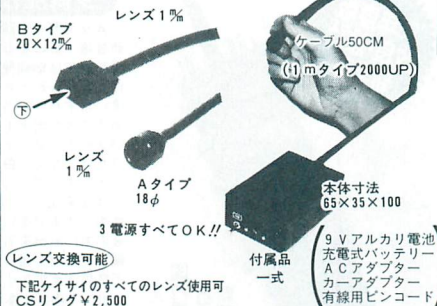 レンズ1m/m
Bタイプ
20×12m/m
下
ケーブル50CM
(1mタイプ2000UP)
レンズ
1m/m
Aタイプ
18φ
本体寸法
65×35×100
3電源すべてOK!!
レンズ交換可能
付属品
一式
9Vアルカリ電池
充電式バッテリー
ACアダプター
カーアダプター
有線用ピンコード
下記ケイサイのすべてのレンズ使用可
CSリング¥2,500